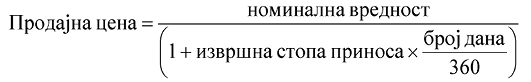 Продајна цена = номинална вредност
(1 + извршна стопа приноса × број дана
360)